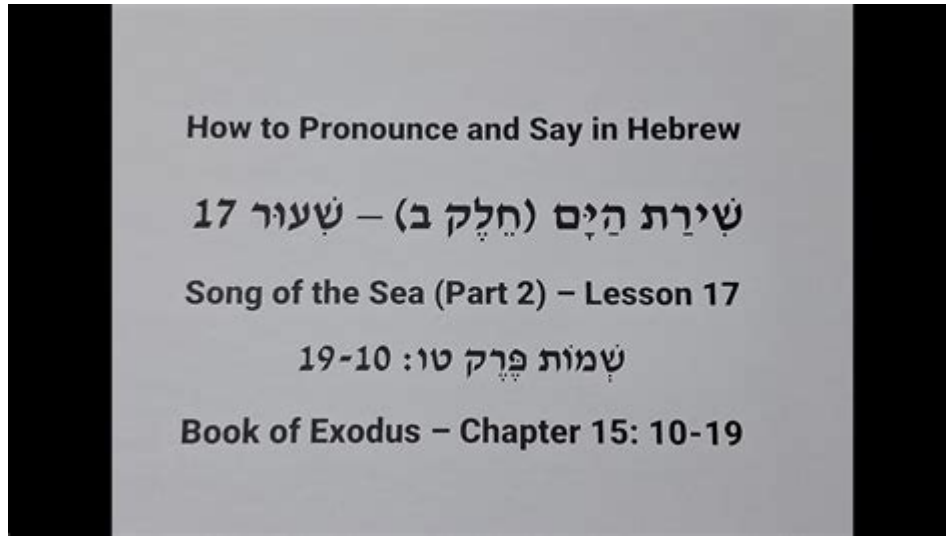 How to Pronounce and Say in Hebrew
שִׁירַת הַיָּם (חֵלֶק ב) – שִׁעוּר 17
Song of the Sea (Part 2) – Lesson 17
שְׁמוֹת פֶּרֶק טו: 10-19
Book of Exodus – Chapter 15: 10-19